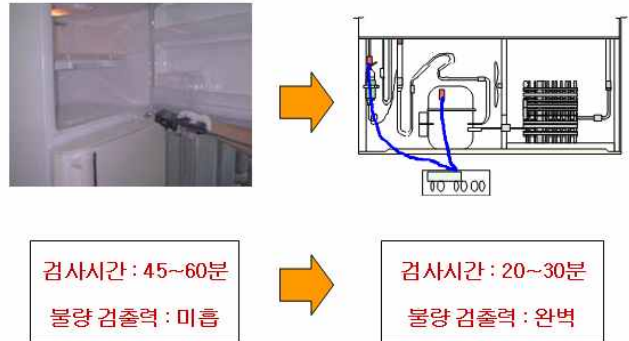 검사시간 : 45~60분
불량 검출력 : 미흡
검사시간 : 20~30분
불량 검출력 : 완벽